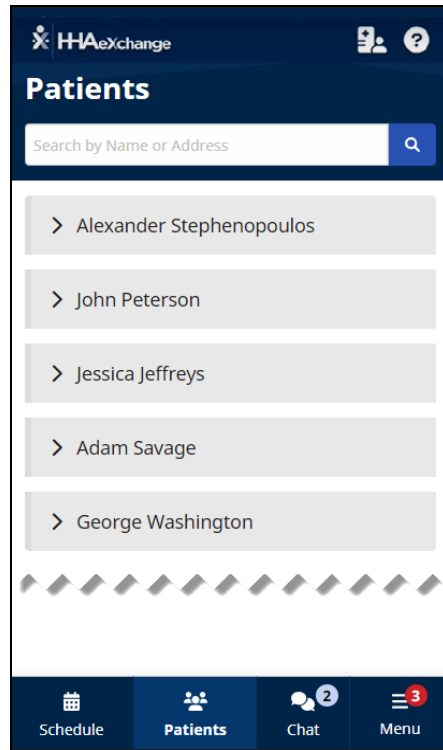 HHAeXchange
?
Patients
Search by Name or Address
Alexander Stephenopoulos
John Peterson
Jessica Jeffreys
Adam Savage
George Washington
2
3
Schedule Patients Chat Menu